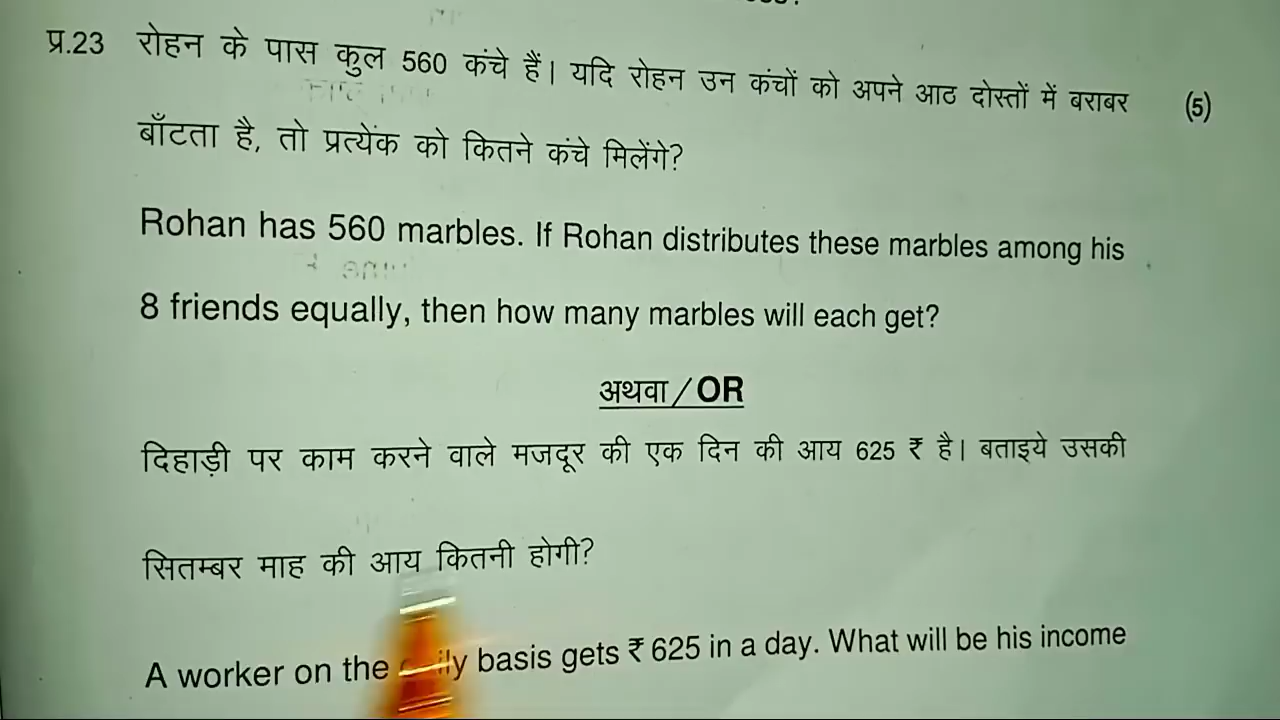 प्र.23 रोहन के पास कुल 560 कंचे हैं। यदि रोहन उन कंचों को अपने आठ दोस्तों में बराबर (5)
बाँटता है, तो प्रत्येंक को कितने कंचे मिलेंगे?
Rohan has 560 marbles. If Rohan distributes these marbles among his
8 friends equally, then how many marbles will each get?
अथवा / OR
दिहाड़ी पर काम करने वाले मजदूर की एक दिन की आय 625 ₹ है। बताइये उसकी
सितम्बर माह की आय कितनी होगी?
A worker on the basis gets ₹ 625 in a day. What will be his income